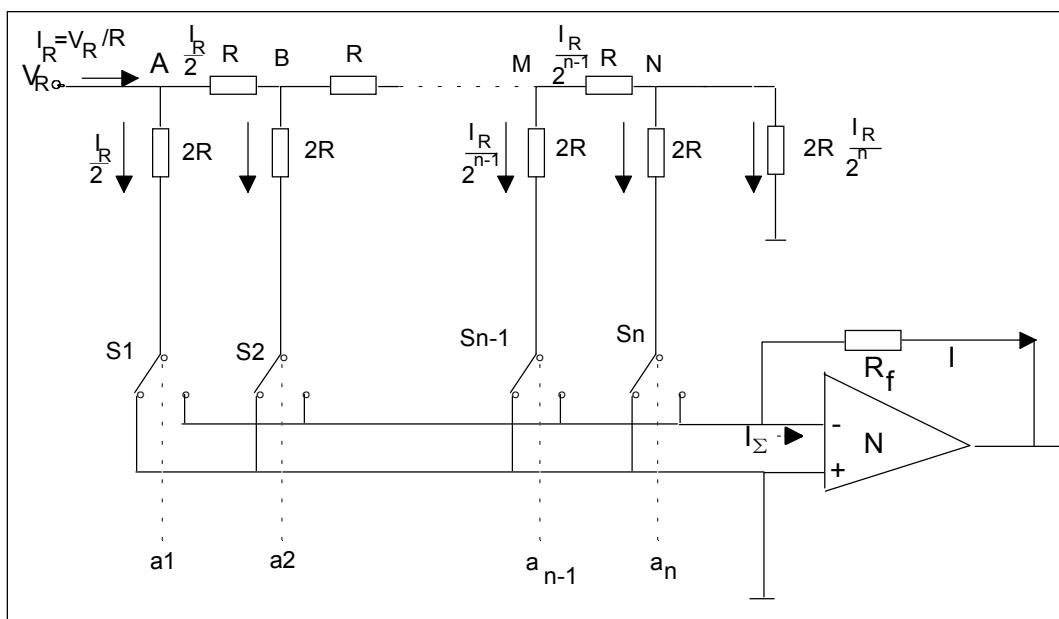 I_R=V_R/R
V_R
A
I_R/2
R
B
R
M
I_R/2^{n-1}
R
N
I_R/2
2R
2R
I_R/2^{n-1}
2R
2R
2R
I_R/2^n
S1
S2
Sn-1
Sn
R_f
I
I_Σ
-
N
+
a1
a2
a_{n-1}
a_n